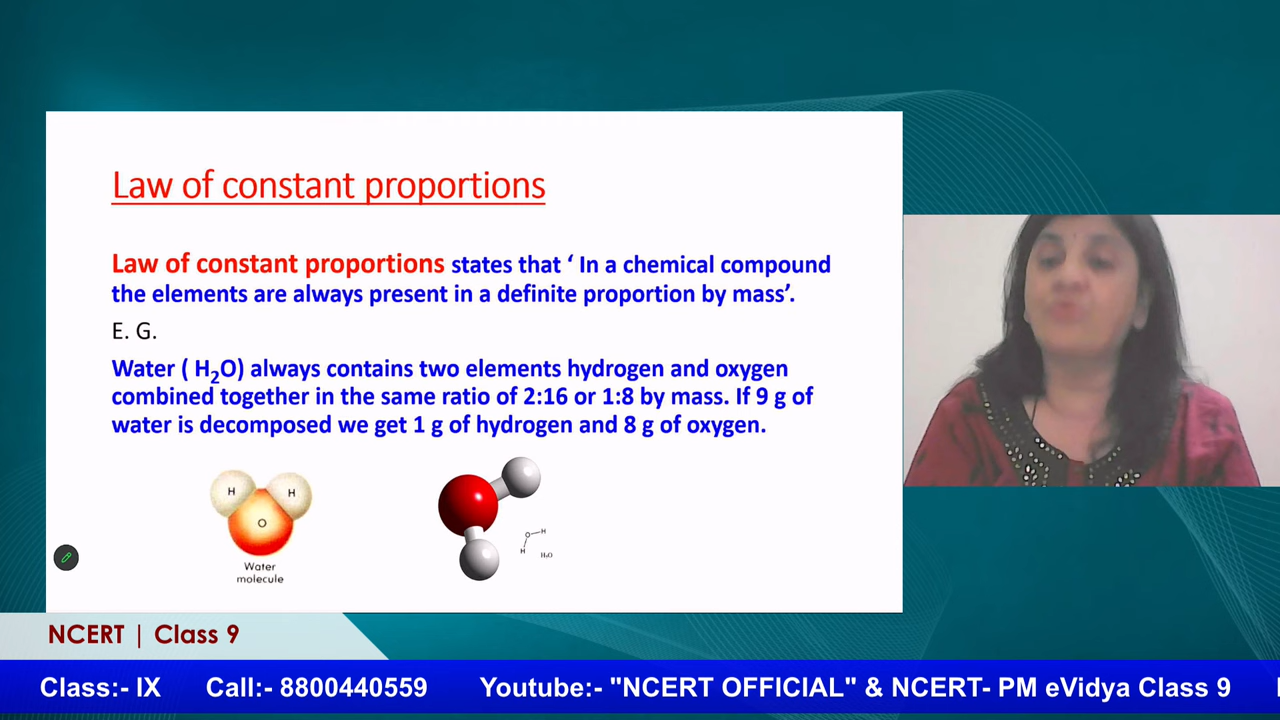 Law of constant proportions
Law of constant proportions states that ‘ In a chemical compound
the elements are always present in a definite proportion by mass’.
E. G.
Water ( H₂O) always contains two elements hydrogen and oxygen
combined together in the same ratio of 2:16 or 1:8 by mass. If 9 g of
water is decomposed we get 1 g of hydrogen and 8 g of oxygen.
H H
O
Water
molecule
O H
H
H₂O
NCERT | Class 9
Class:- IX Call:- 8800440559 Youtube:- "NCERT OFFICIAL" & NCERT- PM eVidya Class 9